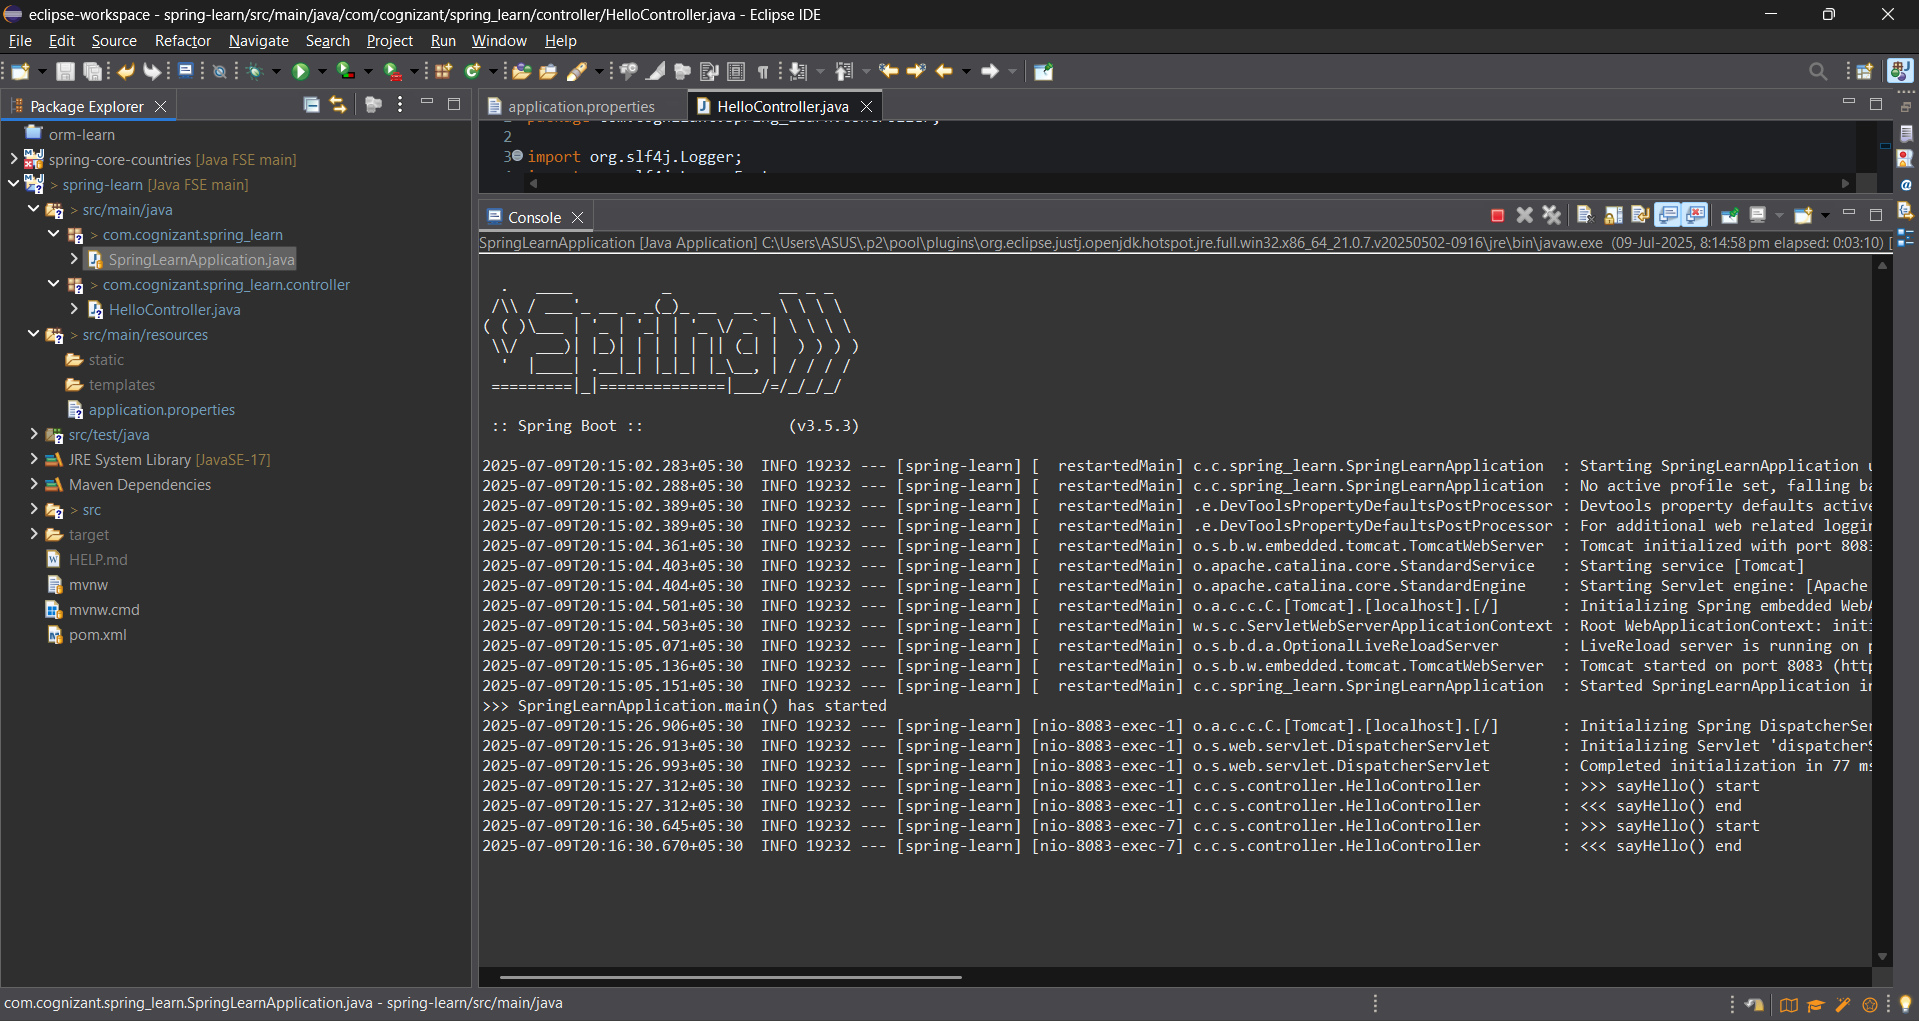 eclipse-workspace - spring-learn/src/main/java/com/cognizant/spring_learn/controller/HelloController.java - Eclipse IDE
File Edit Source Refactor Navigate Search Project Run Window Help
Package Explorer
orm-learn
spring-core-countries [Java FSE main]
> spring-learn [Java FSE main]
> src/main/java
> com.cognizant.spring_learn
SpringLearnApplication.java
> com.cognizant.spring_learn.controller
HelloController.java
> src/main/resources
static
templates
application.properties
src/test/java
JRE System Library [JavaSE-17]
Maven Dependencies
> src
target
HELP.md
mvnw
mvnw.cmd
pom.xml
application.properties HelloController.java
2
3 import org.slf4j.Logger;
Console
SpringLearnApplication [Java Application] C:\Users\ASUS\.p2\pool\plugins\org.eclipse.justj.openjdk.hotspot.jre.full.win32.x86_64_21.0.7.v20250502-0916\jre\bin\javaw.exe (09-Jul-2025, 8:14:58 pm elapsed: 0:03:10) [
:: Spring Boot :: (v3.5.3)
2025-07-09T20:15:02.283+05:30 INFO 19232 --- [spring-learn] [ restartedMain] c.c.spring_learn.SpringLearnApplication : Starting SpringLearnApplication
2025-07-09T20:15:02.288+05:30 INFO 19232 --- [spring-learn] [ restartedMain] c.c.spring_learn.SpringLearnApplication : No active profile set, falling ba
2025-07-09T20:15:02.389+05:30 INFO 19232 --- [spring-learn] [ restartedMain] .e.DevToolsPropertyDefaultsPostProcessor : Devtools property defaults active
2025-07-09T20:15:02.389+05:30 INFO 19232 --- [spring-learn] [ restartedMain] .e.DevToolsPropertyDefaultsPostProcessor : For additional web related loggin
2025-07-09T20:15:04.361+05:30 INFO 19232 --- [spring-learn] [ restartedMain] o.s.b.w.embedded.tomcat.TomcatWebServer : Tomcat initialized with port 8083
2025-07-09T20:15:04.403+05:30 INFO 19232 --- [spring-learn] [ restartedMain] o.apache.catalina.core.StandardService : Starting service [Tomcat]
2025-07-09T20:15:04.404+05:30 INFO 19232 --- [spring-learn] [ restartedMain] o.apache.catalina.core.StandardEngine : Starting Servlet engine: [Apache
2025-07-09T20:15:04.501+05:30 INFO 19232 --- [spring-learn] [ restartedMain] o.a.c.c.C.[Tomcat].[localhost].[/] : Initializing Spring embedded WebA
2025-07-09T20:15:04.503+05:30 INFO 19232 --- [spring-learn] [ restartedMain] w.s.c.ServletWebServerApplicationContext : Root WebApplicationContext: initi
2025-07-09T20:15:05.071+05:30 INFO 19232 --- [spring-learn] [ restartedMain] o.s.b.d.a.OptionalLiveReloadServer : LiveReload server is running on p
2025-07-09T20:15:05.136+05:30 INFO 19232 --- [spring-learn] [ restartedMain] o.s.b.w.embedded.tomcat.TomcatWebServer : Tomcat started on port 8083 (http
2025-07-09T20:15:05.151+05:30 INFO 19232 --- [spring-learn] [ restartedMain] c.c.spring_learn.SpringLearnApplication : Started SpringLearnApplication in
>>> SpringLearnApplication.main() has started
2025-07-09T20:15:26.906+05:30 INFO 19232 --- [spring-learn] [nio-8083-exec-1] o.a.c.c.C.[Tomcat].[localhost].[/] : Initializing Spring DispatcherSer
2025-07-09T20:15:26.913+05:30 INFO 19232 --- [spring-learn] [nio-8083-exec-1] o.s.web.servlet.DispatcherServlet : Initializing Servlet 'dispatcherS
2025-07-09T20:15:26.993+05:30 INFO 19232 --- [spring-learn] [nio-8083-exec-1] o.s.web.servlet.DispatcherServlet : Completed initialization in 77 ms
2025-07-09T20:15:27.312+05:30 INFO 19232 --- [spring-learn] [nio-8083-exec-1] c.c.s.controller.HelloController : >>> sayHello() start
2025-07-09T20:15:27.312+05:30 INFO 19232 --- [spring-learn] [nio-8083-exec-1] c.c.s.controller.HelloController : <<< sayHello() end
2025-07-09T20:16:30.645+05:30 INFO 19232 --- [spring-learn] [nio-8083-exec-7] c.c.s.controller.HelloController : >>> sayHello() start
2025-07-09T20:16:30.670+05:30 INFO 19232 --- [spring-learn] [nio-8083-exec-7] c.c.s.controller.HelloController : <<< sayHello() end
com.cognizant.spring_learn.SpringLearnApplication.java - spring-learn/src/main/java